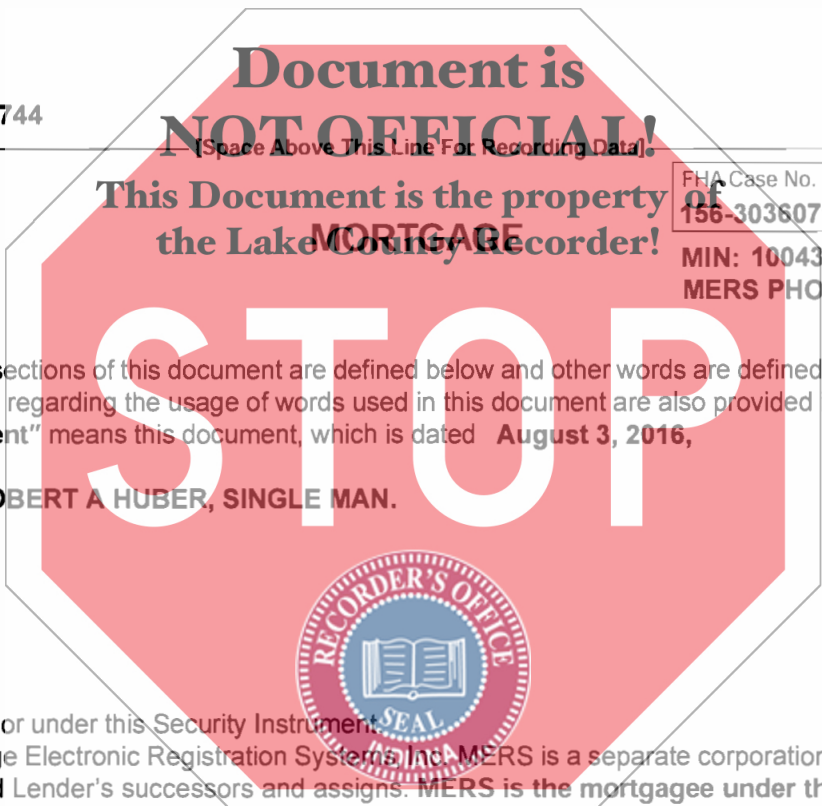 Document is
744
NOT OFFICIAL!
[Space Above This Line For Recording Data]
This Document is the property of
FHA Case No.
156-303607
the Lake County Recorder!
MORTGAGE
MIN: 10043
MERS PHO
STOP
sections of this document are defined below and other words are defined
regarding the usage of words used in this document are also provided
ent" means this document, which is dated August 3, 2016,
OBERT A HUBER, SINGLE MAN.
RECORDER'S OFFICE
SEAL
INDIANA
or under this Security Instrument.
ge Electronic Registration Systems, Inc. MERS is a separate corporation
d Lender's successors and assigns. MERS is the mortgagee under th